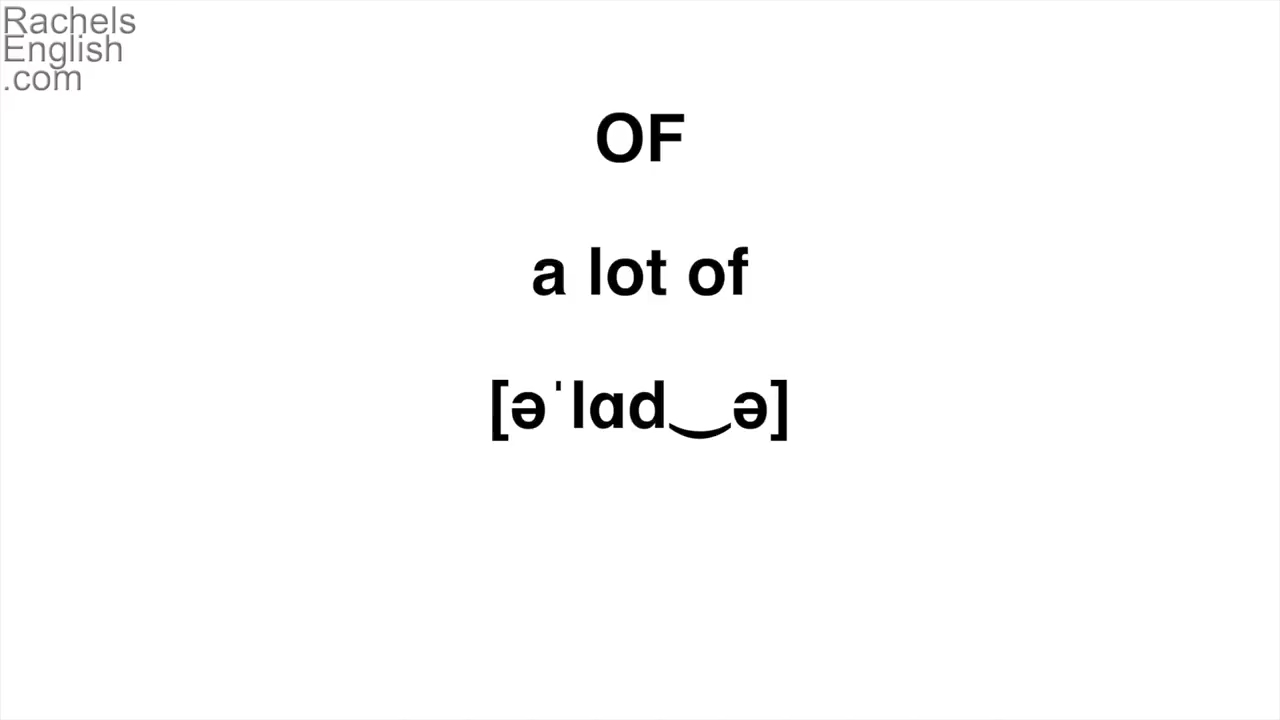 Rachels
English
.com
OF
a lot of
[əˈlɑd‿ə]